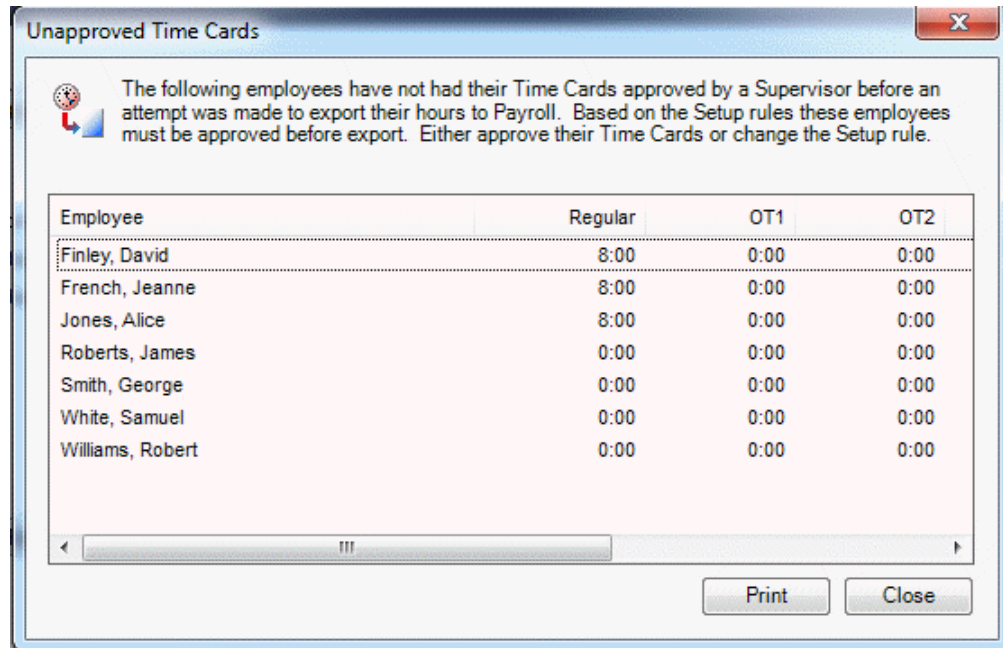 Unapproved Time Cards
The following employees have not had their Time Cards approved by a Supervisor before an
attempt was made to export their hours to Payroll. Based on the Setup rules these employees
must be approved before export. Either approve their Time Cards or change the Setup rule.
Employee Regular OT1 OT2
Finley, David 8:00 0:00 0:00
French, Jeanne 8:00 0:00 0:00
Jones, Alice 8:00 0:00 0:00
Roberts, James 0:00 0:00 0:00
Smith, George 0:00 0:00 0:00
White, Samuel 0:00 0:00 0:00
Williams, Robert 0:00 0:00 0:00
Print Close